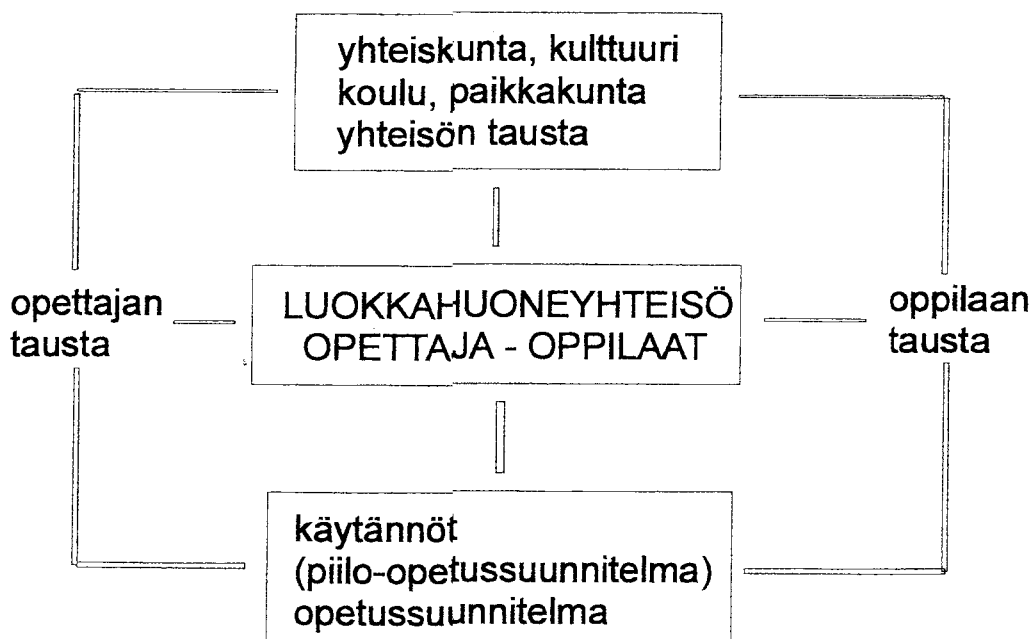 yhteiskunta, kulttuuri
koulu, paikkakunta
yhteisön tausta
opettajan
tausta
LUOKKAHUONEYHTEISÖ
OPETTAJA - OPPILAAT
oppilaan
tausta
käytännöt
(piilo-opetussuunnitelma)
opetussuunnitelma